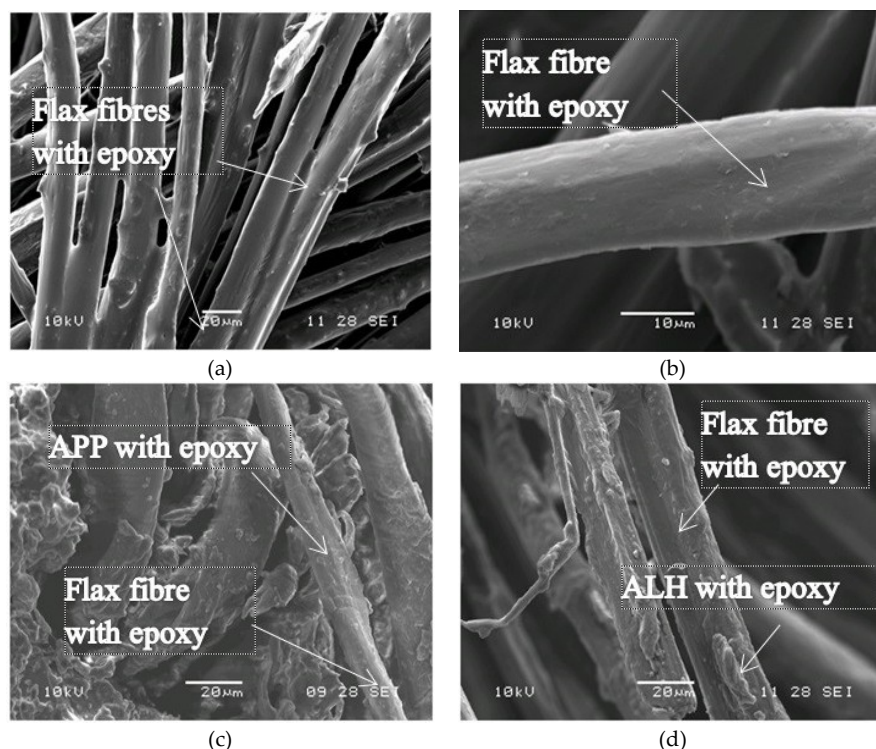 Flax fibres
with epoxy
10kV 20μm 11 28 SEI
(a)
Flax fibre
with epoxy
10kV 10μm 11 28 SEI
(b)
APP with epoxy
Flax fibre
with epoxy
10kV 20μm 09 28 SEI
(c)
Flax fibre
with epoxy
ALH with epoxy
10kV 20μm 11 28 SEI
(d)